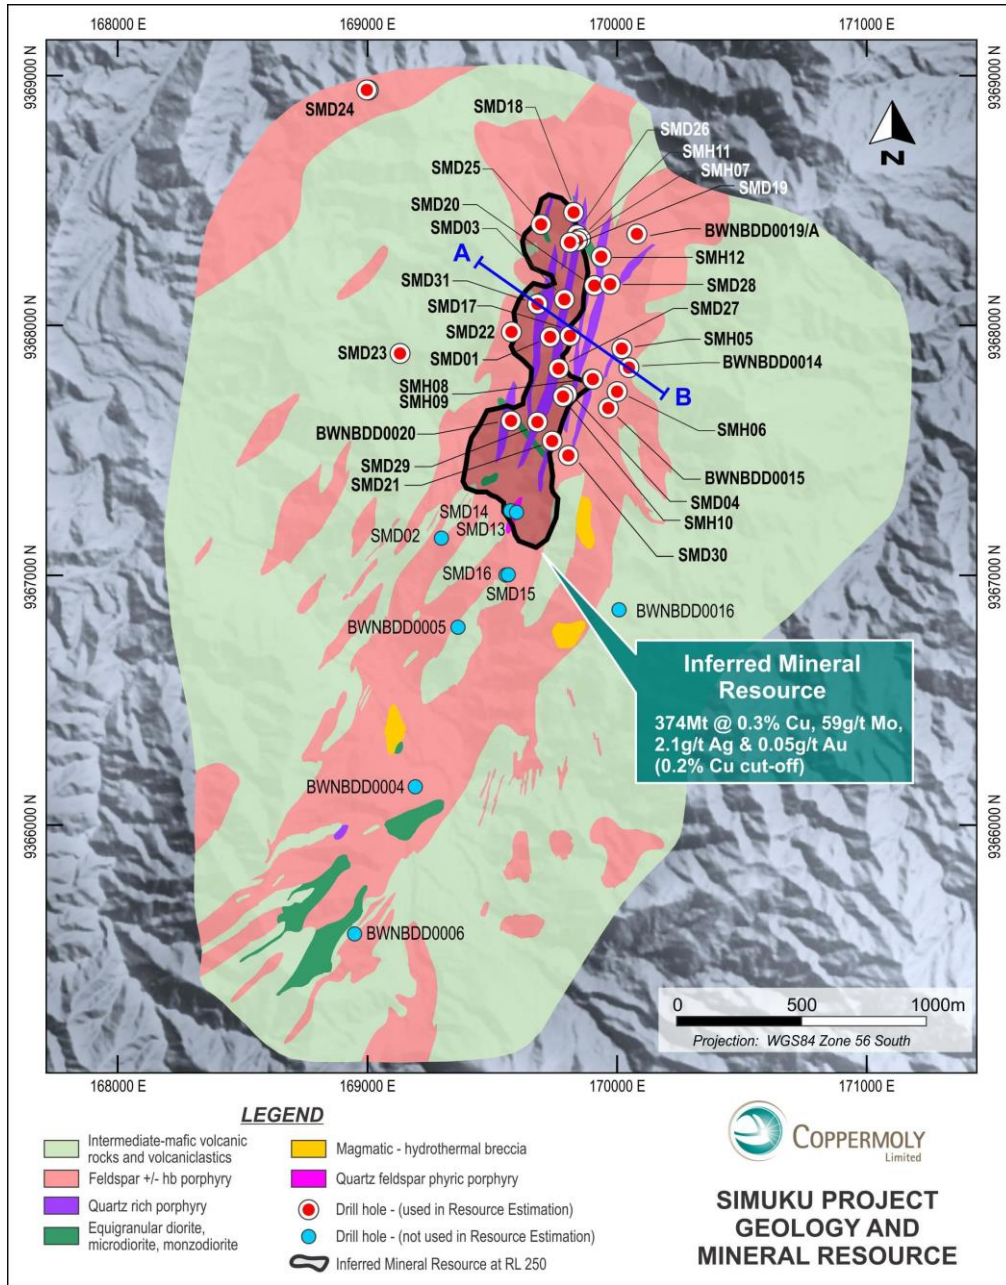 168000 E
169000 E
170000 E
171000 E
9369000 N
9369000 N
SMD24
SMD18
SMD26
SMH11
SMH07
SMD19
SMD25
SMD20
SMD03
A
BWNBDD0019/A
SMH12
SMD31
SMD28
SMD17
SMD27
9368000 N
9368000 N
SMD22
SMD23
SMD01
SMH05
BWNBDD0014
SMH08
SMH09
B
BWNBDD0020
SMH06
SMD29
SMD21
BWNBDD0015
SMD04
SMH10
SMD30
SMD14
SMD13
SMD02
SMD16
SMD15
9367000 N
9367000 N
BWNBDD0005
BWNBDD0016
Inferred Mineral
Resource
374Mt @ 0.3% Cu, 59g/t Mo,
2.1g/t Ag & 0.05g/t Au
(0.2% Cu cut-off)
BWNBDD0004
9366000 N
9366000 N
BWNBDD0006
N
0 500 1000m
Projection: WGS84 Zone 56 South
168000 E
169000 E
170000 E
171000 E
LEGEND
Intermediate-mafic volcanic
rocks and volcaniclastics
Feldspar +/- hb porphyry
Quartz rich porphyry
Equigranular diorite,
microdiorite, monzodiorite
Magmatic - hydrothermal breccia
Quartz feldspar phyric porphyry
Drill hole - (used in Resource Estimation)
Drill hole - (not used in Resource Estimation)
Inferred Mineral Resource at RL 250
COPPERMOLY
Limited
SIMUKU PROJECT
GEOLOGY AND
MINERAL RESOURCE